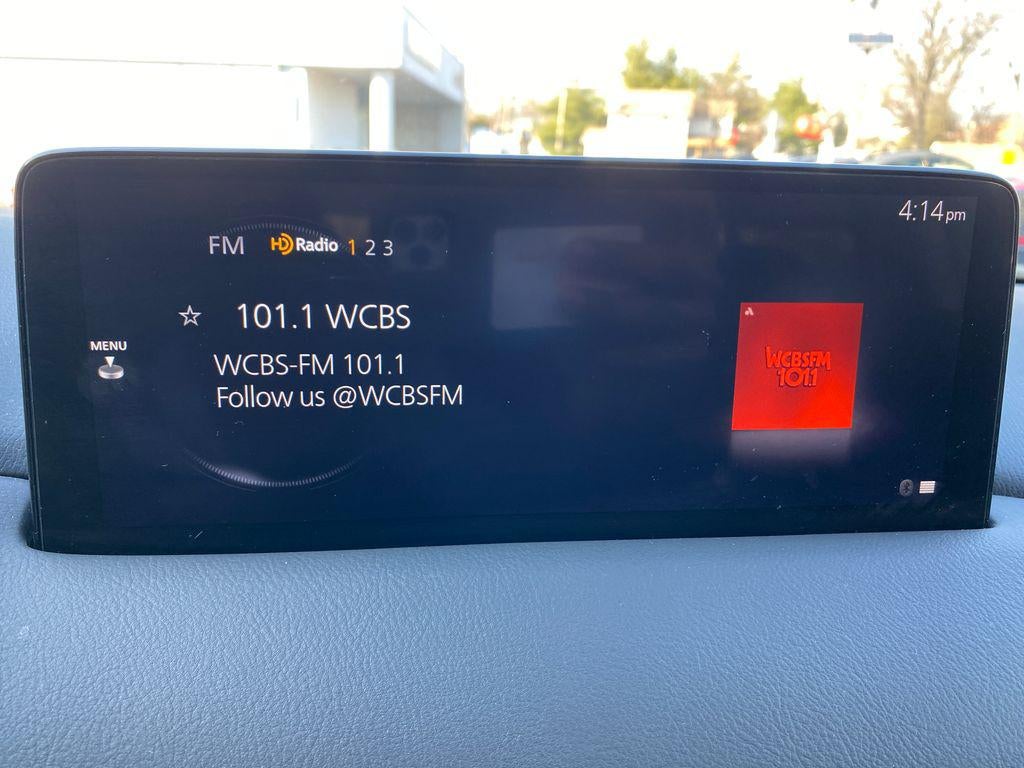 4:14pm
FM HD Radio 1 2 3
101.1 WCBS
MENU
WCBS-FM 101.1
Follow us @WCBSFM
WCBSFM
101.1